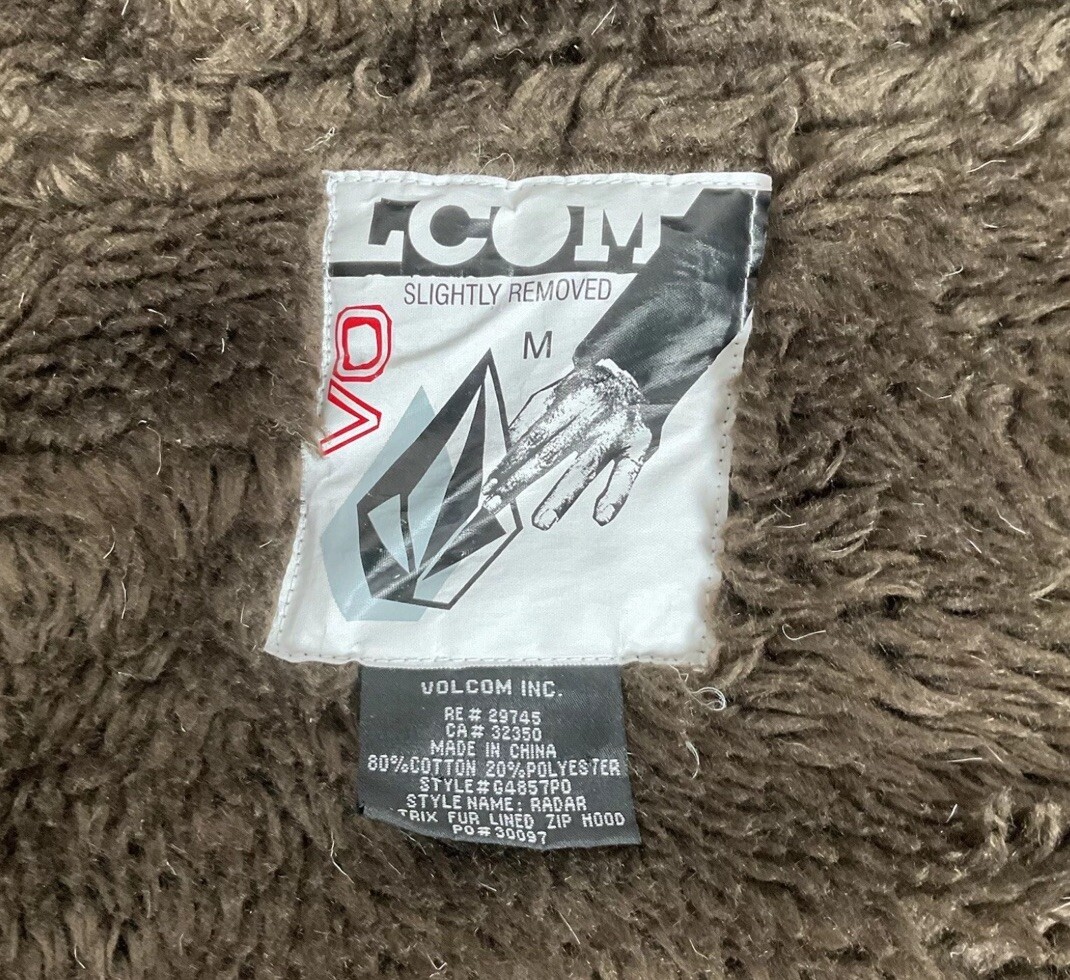 LCOM
SLIGHTLY REMOVED
VO
M
VOLCOM INC.
RE# 29745
CA# 32350
MADE IN CHINA
80%COTTON 20%POLYESTER
STYLE#G4857PO
STYLE NAME: RADAR
TRIX FUR LINED ZIP HOOD
PO#30097